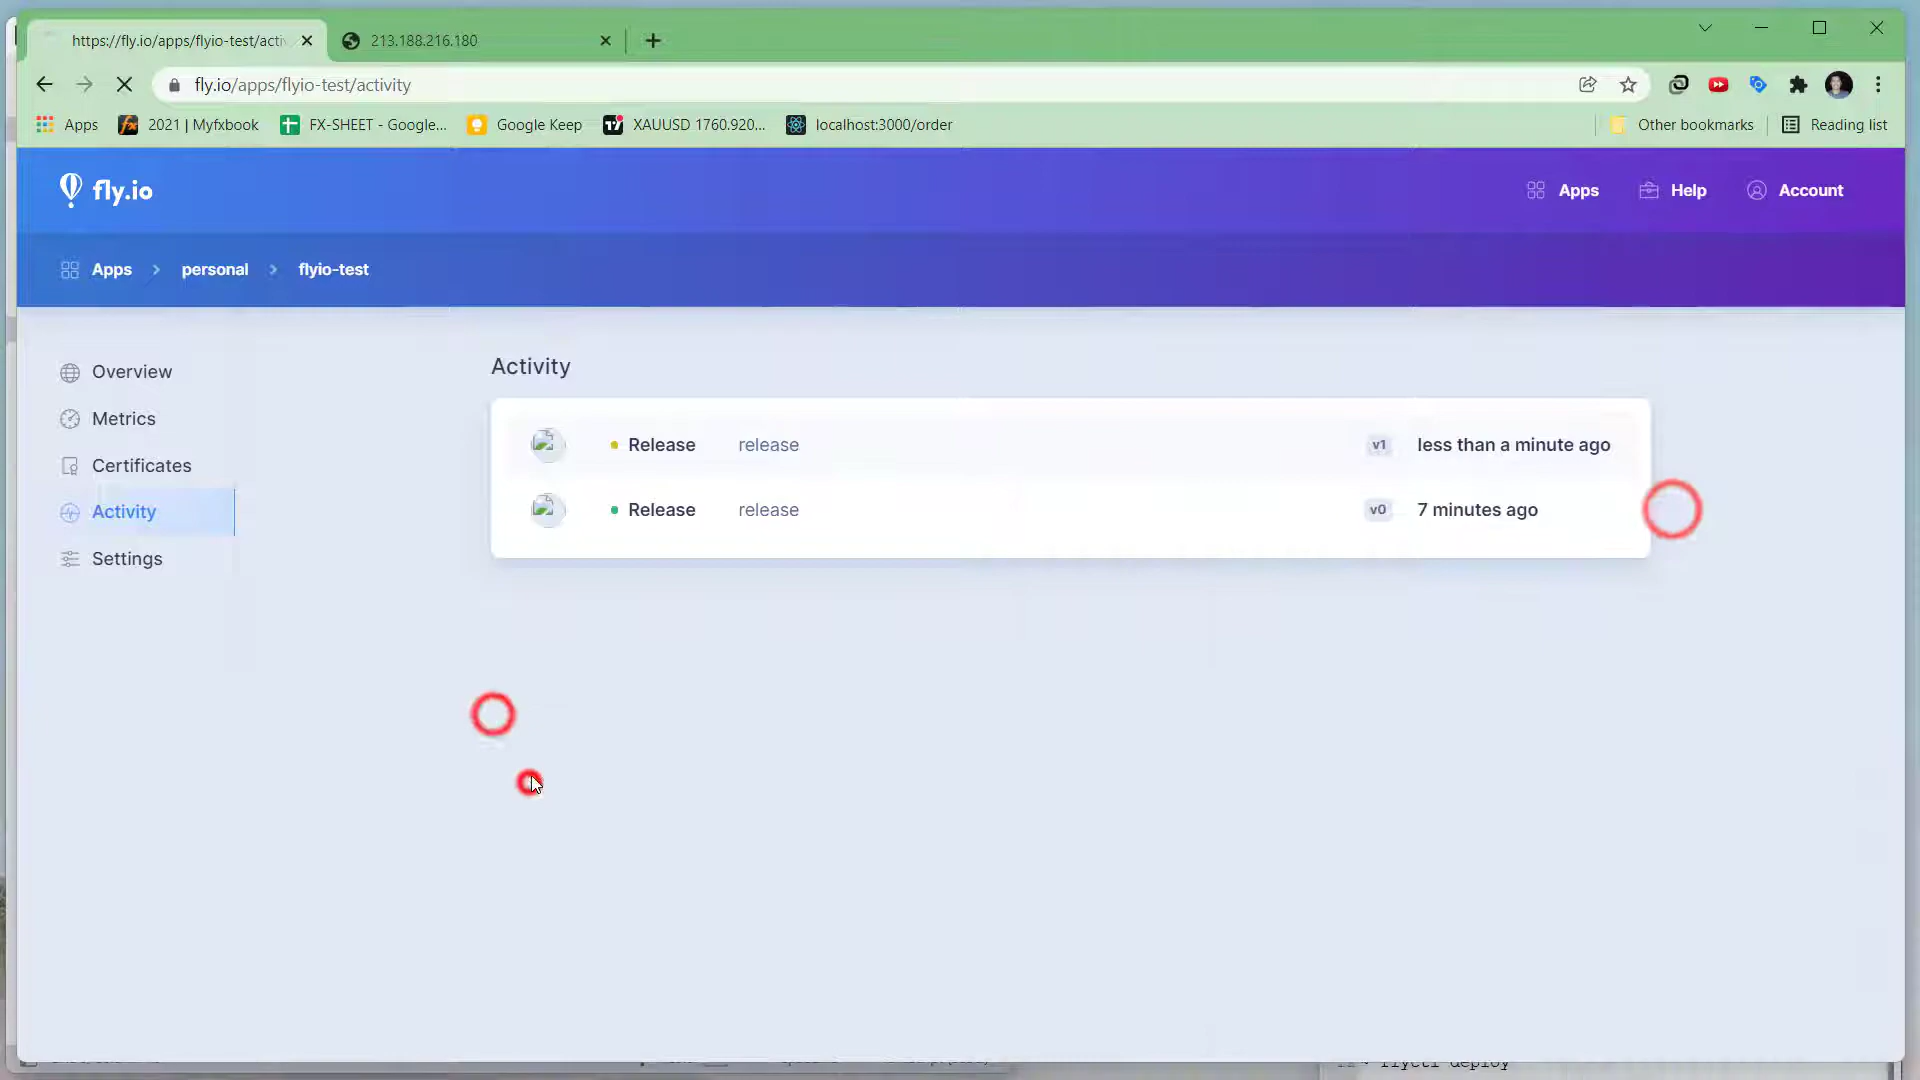 https://fly.io/apps/flyio-test/activ
213.188.216.180
fly.io/apps/flyio-test/activity
Apps
2021 | Myfxbook
FX-SHEET - Google...
Google Keep
XAUUSD 1760.920...
localhost:3000/order
Other bookmarks
Reading list
fly.io
Apps
Help
Account
Apps > personal > flyio-test
Overview
Metrics
Certificates
Activity
Settings
Activity
Release release v1 less than a minute ago
Release release v0 7 minutes ago
flyctl deploy